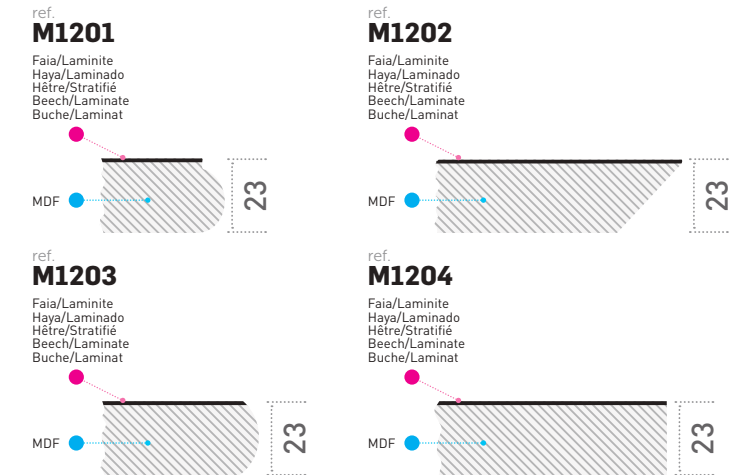 ref.
M1201
Faia/Laminite
Haya/Laminado
Hêtre/Stratifié
Beech/Laminate
Buche/Laminat
MDF
23
ref.
M1202
Faia/Laminite
Haya/Laminado
Hêtre/Stratifié
Beech/Laminate
Buche/Laminat
MDF
23
ref.
M1203
Faia/Laminite
Haya/Laminado
Hêtre/Stratifié
Beech/Laminate
Buche/Laminat
MDF
23
ref.
M1204
Faia/Laminite
Haya/Laminado
Hêtre/Stratifié
Beech/Laminate
Buche/Laminat
MDF
23